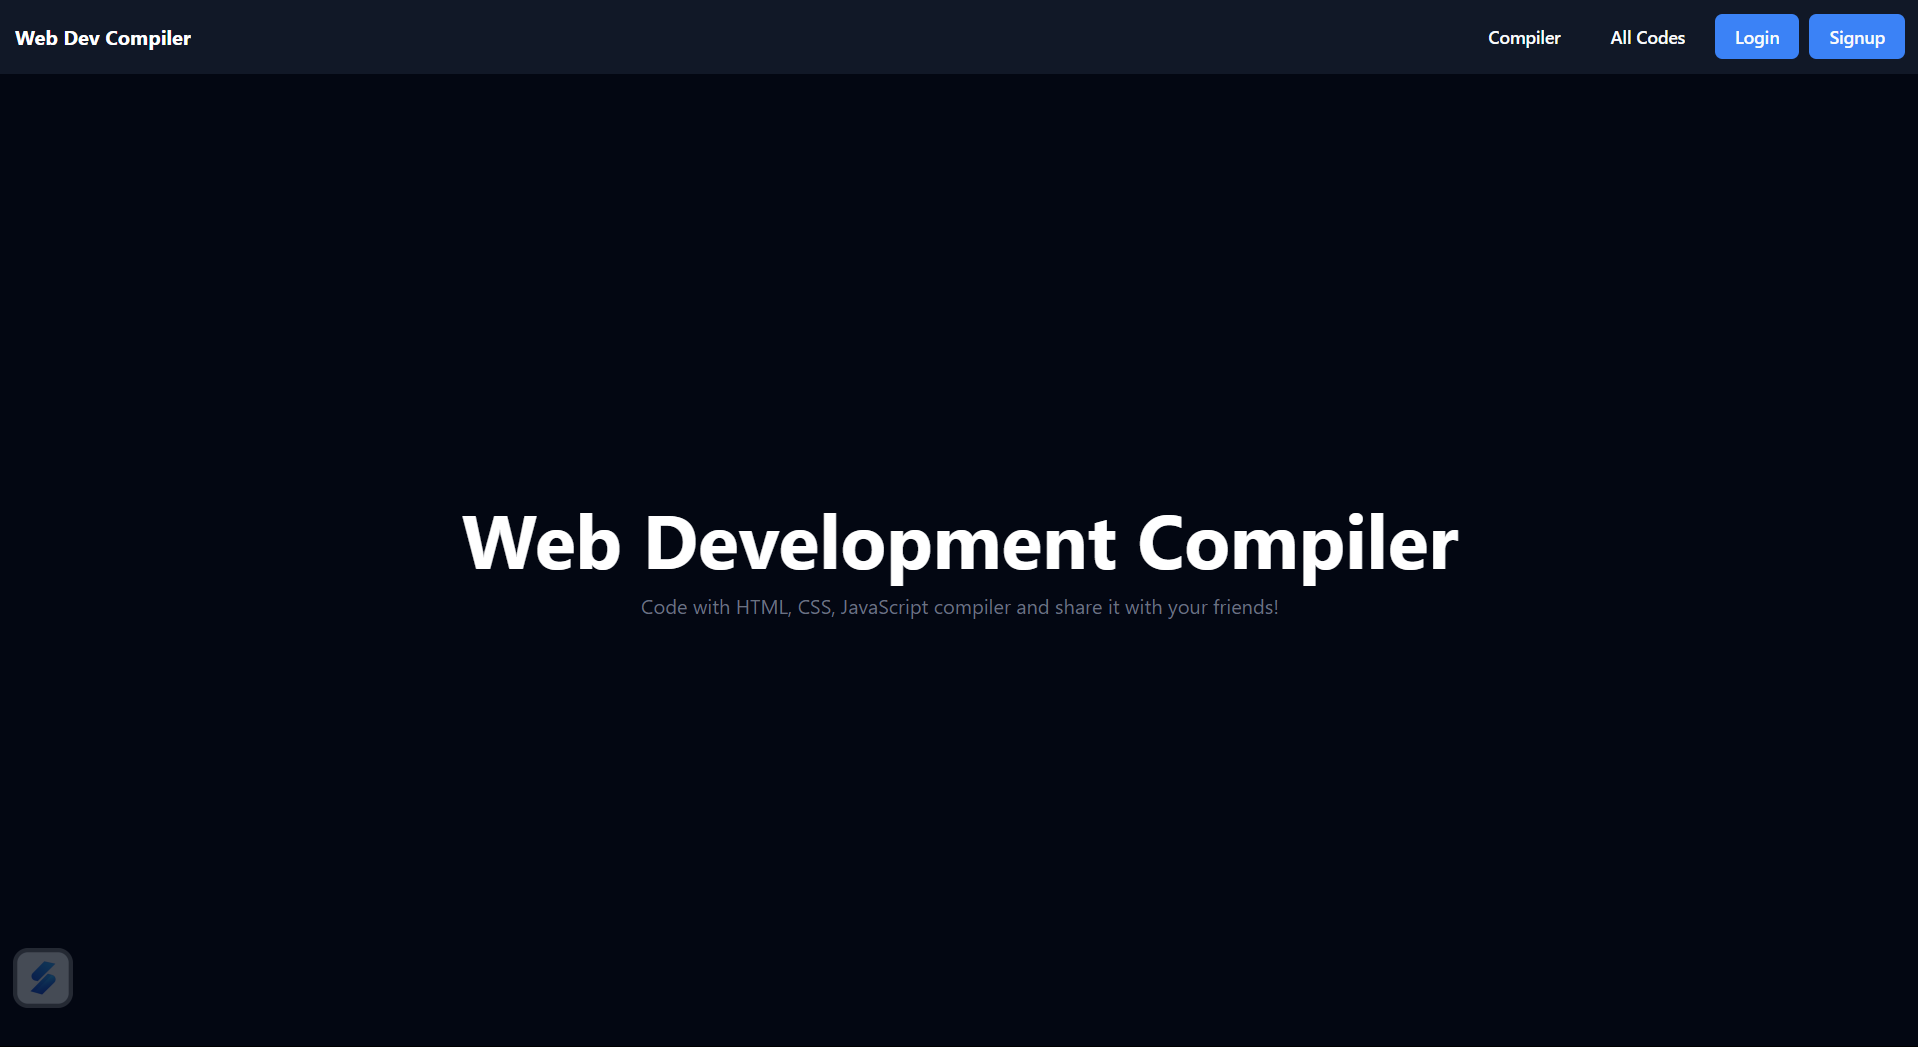 Web Dev Compiler
Compiler
All Codes
Login
Signup
Web Development Compiler
Code with HTML, CSS, JavaScript compiler and share it with your friends!